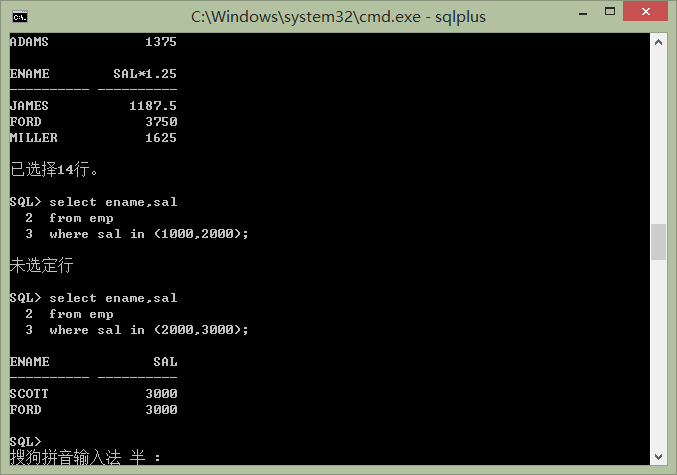 C:\Windows\system32\cmd.exe - sqlplus
ADAMS            1375
ENAME        SAL*1.25
---------- ----------
JAMES          1187.5
FORD             3750
MILLER           1625
已选择14行。
SQL> select ename,sal
  2  from emp
  3  where sal in (1000,2000);
未选定行
SQL> select ename,sal
  2  from emp
  3  where sal in (2000,3000);
ENAME             SAL
---------- ----------
SCOTT            3000
FORD             3000
SQL>
搜狗拼音输入法 半 :